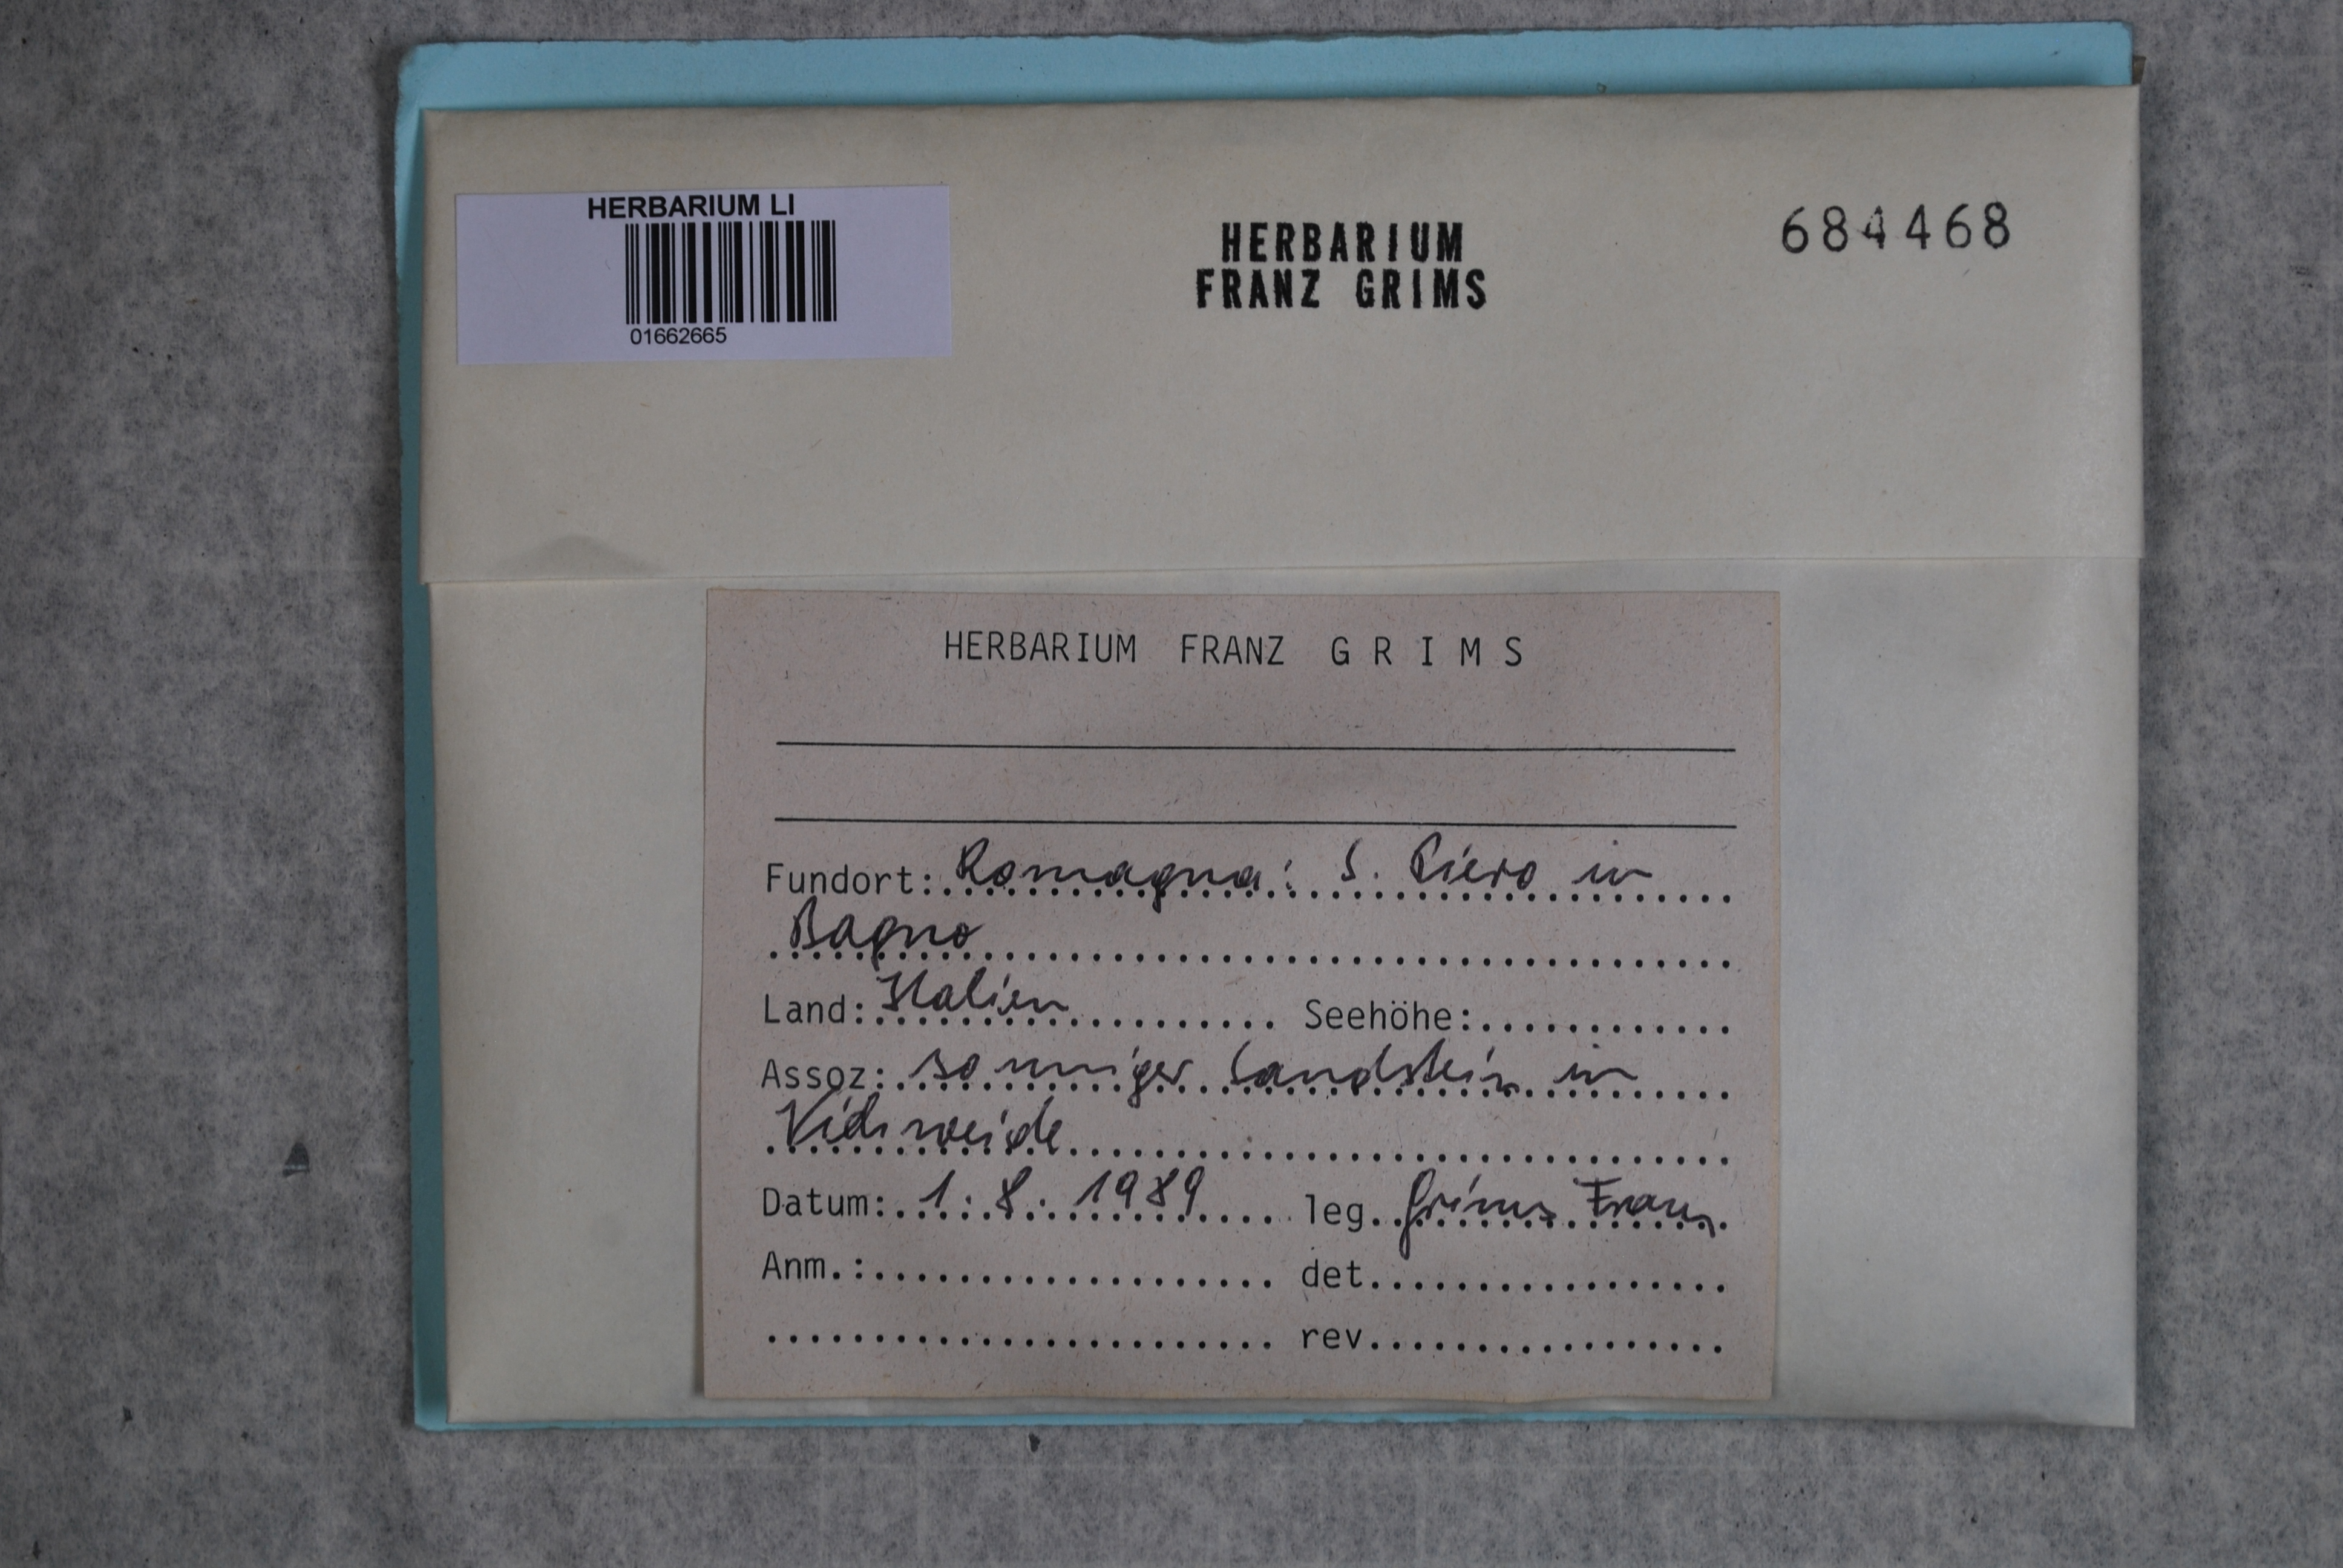 HERBARIUM LI
01662665
HERBARIUM
FRANZ GRIMS
684468
HERBARIUM FRANZ G R I M S
Fundort: Romagna: S. Piero in
Bagno
Land: Italien Seehöhe:
Assoz: sonniger Sandstein in
Viehweide
Datum: 1.8.1989 leg. Grims Franz
Anm.: det.
rev.